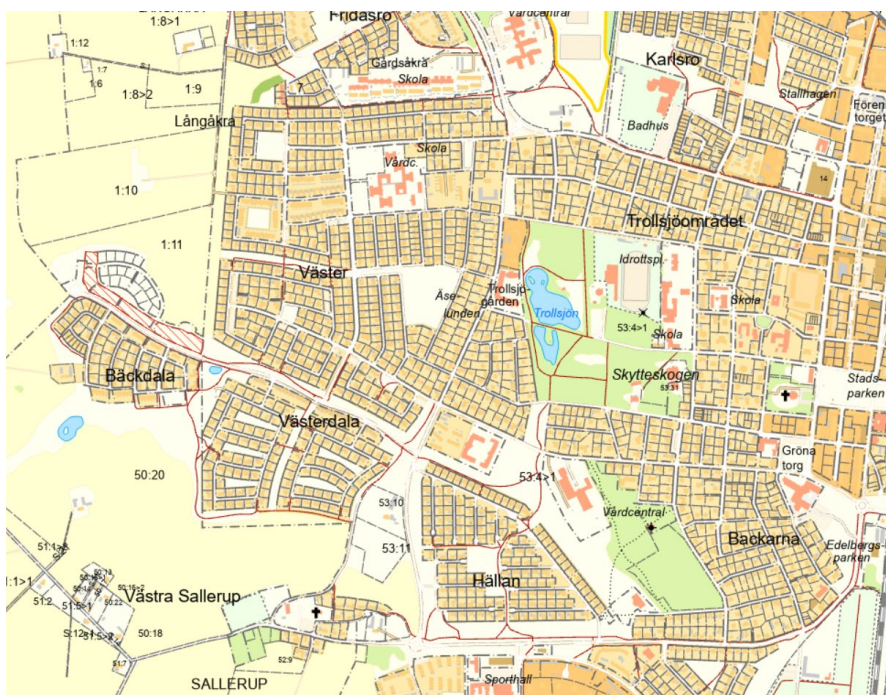 Fridasro
Vårdcentral
1:8>1
1:12
Karlsro
1:7
1:6
1:8>2
1:9
Gårdsåkra
Skola
7
Stallhagen
Långåkra
Badhus
Skola
Vårdc.
14
1:10
Trollsjöområdet
1:11
Väster
Idrottspl.
Äse-
lunden
Trollsjö-
gården
Trollsjön
Skola
53:4>1
Skola
Bäckdala
Skytteskogen
53:31
Stads-
parken
Västerdala
Gröna
torg
50:20
53:4>1
53:10
Vårdcentral
53:11
Backarna
Edelbergs-
parken
Hällan
51:2
50:22
Västra Sallerup
50:18
51:7
52:9
SALLERUP
Sporthall